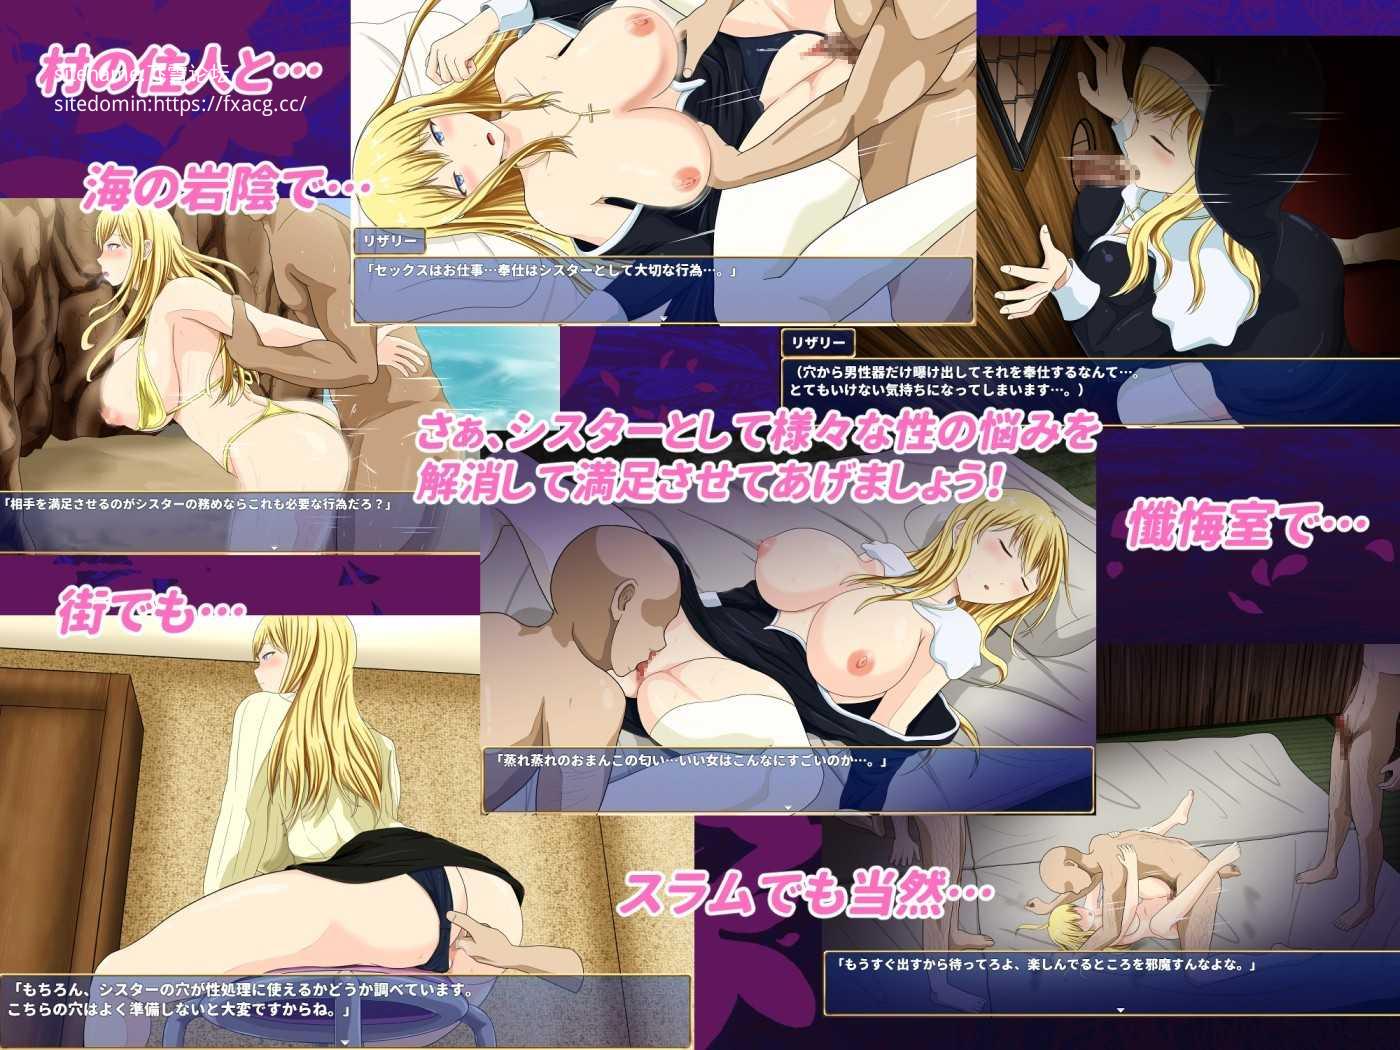 村の住人と…
sitename:飞雪论坛
sitedomin:https://fxacg.cc/
海の岩陰で…
リザリー
「セックスはお仕事…奉仕はシスターとして大切な行為…。」
リザリー
（穴から男性器だけ曝け出してそれを奉仕するなんて…。
とてもいけない気持ちになってしまいます…。）
さぁ、シスターとして様々な性の悩みを
解消して満足させてあげましょう!
「相手を満足させるのがシスターの務めならこれも必要な行為だろ？」
懺悔室で…
街でも…
「蒸れ蒸れのおまんこの匂い…いい女はこんなにすごいのか…。」
スラムでも当然…
「もうすぐ出すから待ってろよ、楽しんでるところを邪魔すんなよな。」
「もちろん、シスターの穴が性処理に使えるかどうか調べています。
こちらの穴はよく準備しないと大変ですからね。」